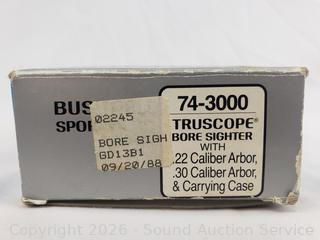 BUS
SPO
02245
BORE SIGH
GD13B1
09/20/88
74-3000
TRUSCOPE®
BORE SIGHTER
WITH
.22 Caliber Arbor,
.30 Caliber Arbor,
& Carrying Case
Copyright 2026 - Sound Auction Service